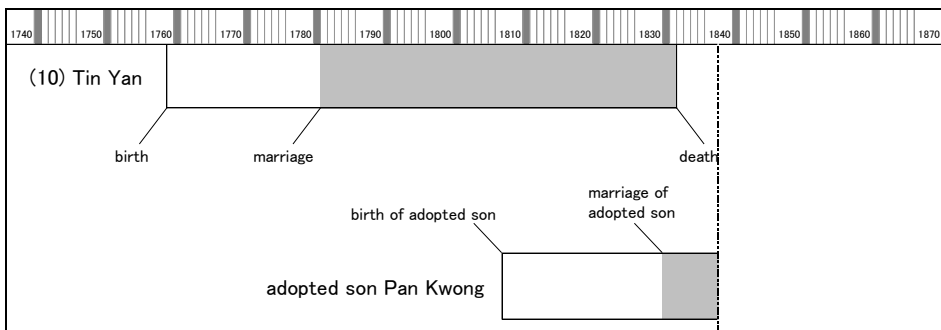 1740 1750 1760 1770 1780 1790 1800 1810 1820 1830 1840 1850 1860 1870
(10) Tin Yan
birth marriage death
marriage of
adopted son
birth of adopted son
adopted son Pan Kwong